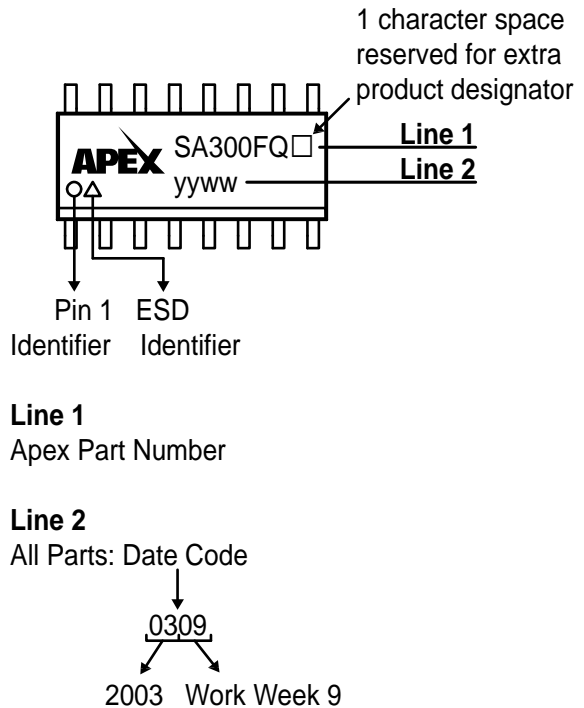 1 character space
reserved for extra
product designator
APEX
SA300FQ□
Line 1
yyww
Line 2
Pin 1
Identifier
ESD
Identifier
Line 1
Apex Part Number
Line 2
All Parts: Date Code
0309
2003
Work Week 9